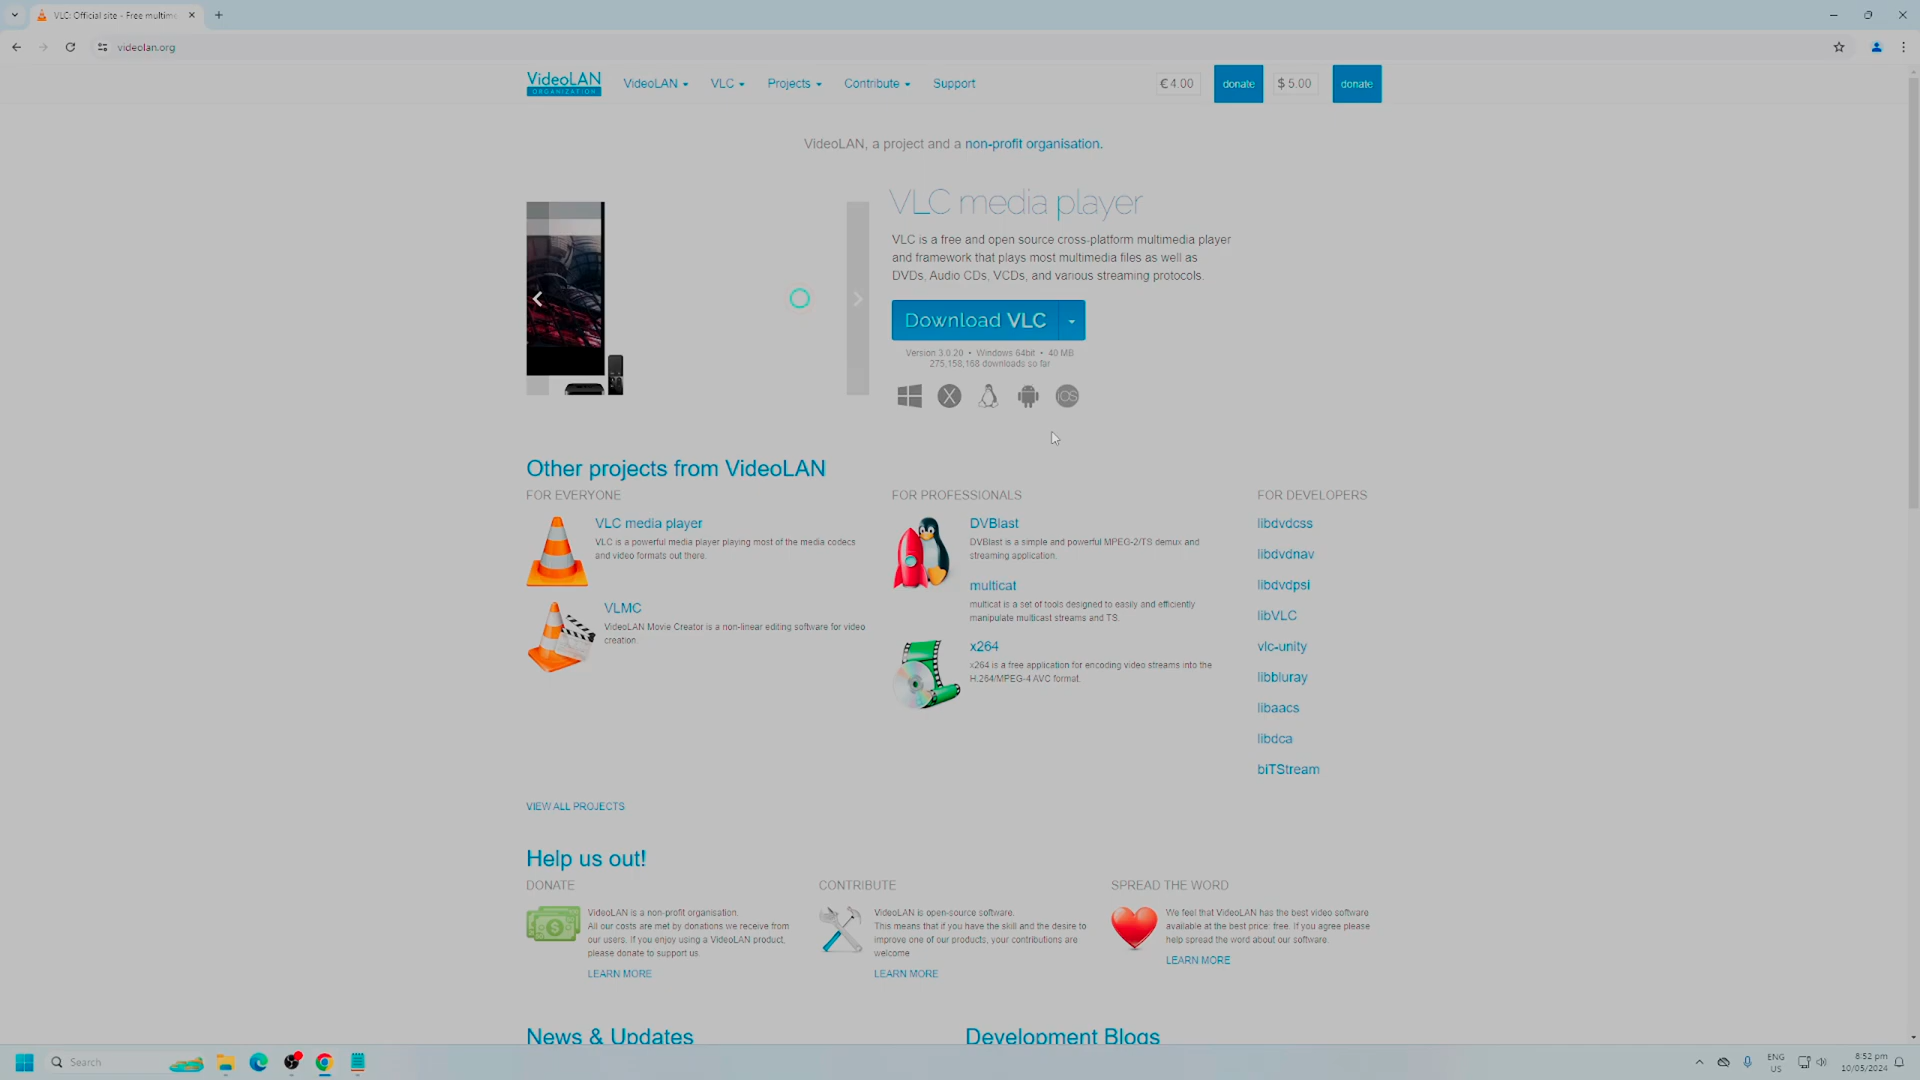 VLC: Official site - Free multime
videolan.org
VideoLAN
ORGANIZATION
VideoLAN
VLC
Projects
Contribute
Support
€ 4.00
donate
$ 5.00
donate
VideoLAN, a project and a non-profit organisation.
VLC media player
VLC is a free and open source cross-platform multimedia player
and framework that plays most multimedia files as well as
DVDs, Audio CDs, VCDs, and various streaming protocols.
Download VLC
Version 3.0.20 • Windows 64bit • 40 MB
275,158,168 downloads so far
X
iOS
Other projects from VideoLAN
FOR EVERYONE
VLC media player
VLC is a powerful media player playing most of the media codecs
and video formats out there.
VLMC
VideoLAN Movie Creator is a non-linear editing software for video
creation.
FOR PROFESSIONALS
DVBlast
DVBlast is a simple and powerful MPEG-2/TS demux and
streaming application.
multicat
multicat is a set of tools designed to easily and efficiently
manipulate multicast streams and TS.
x264
x264 is a free application for encoding video streams into the
H.264/MPEG-4 AVC format.
FOR DEVELOPERS
libdvdcss
libdvdnav
libdvdpsi
libVLC
vlc-unity
libbluray
libaacs
libdca
biTStream
VIEW ALL PROJECTS
Help us out!
DONATE
VideoLAN is a non-profit organisation.
All our costs are met by donations we receive from
our users. If you enjoy using a VideoLAN product,
please donate to support us.
LEARN MORE
CONTRIBUTE
VideoLAN is open-source software.
This means that if you have the skill and the desire to
improve one of our products, your contributions are
welcome
LEARN MORE
SPREAD THE WORD
We feel that VideoLAN has the best video software
available at the best price: free. If you agree please
help spread the word about our software.
LEARN MORE
News & Updates
Development Blogs
Search
ENG
US
8:52 pm
10/05/2024